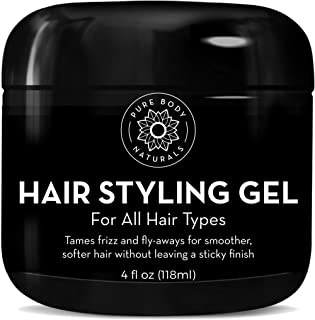 PURE BODY
NATURALS
HAIR STYLING GEL
For All Hair Types
Tames frizz and fly-aways for smoother,
softer hair without leaving a sticky finish
4 fl oz (118ml)